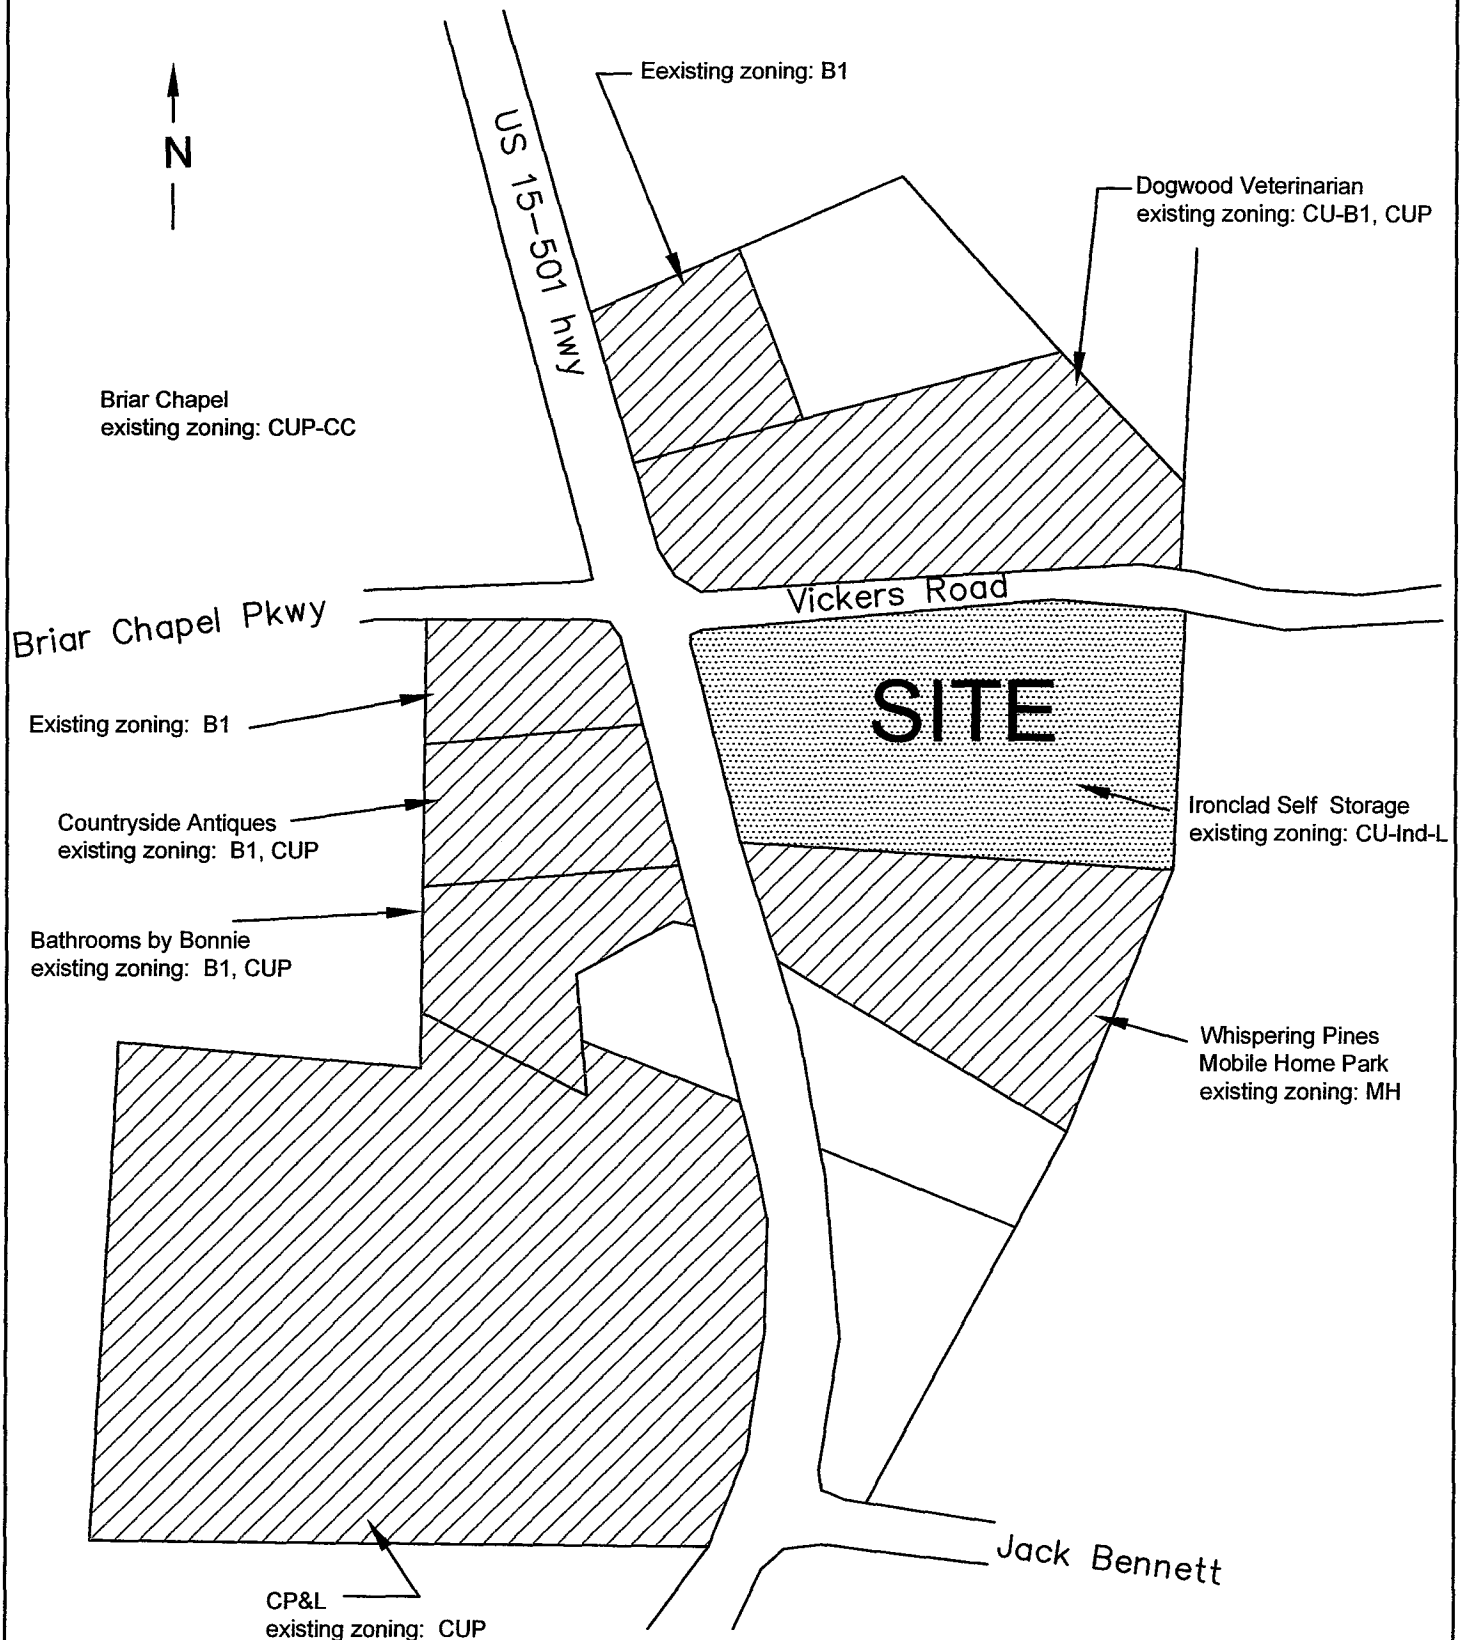 Eexisting zoning: B1
N
US 15-501 hwy
Dogwood Veterinarian
existing zoning: CU-B1, CUP
Briar Chapel
existing zoning: CUP-CC
Vickers Road
Briar Chapel Pkwy
SITE
Existing zoning: B1
Ironclad Self Storage
existing zoning: CU-Ind-L
Countryside Antiques
existing zoning: B1, CUP
Bathrooms by Bonnie
existing zoning: B1, CUP
Whispering Pines
Mobile Home Park
existing zoning: MH
Jack Bennett
CP&L
existing zoning: CUP